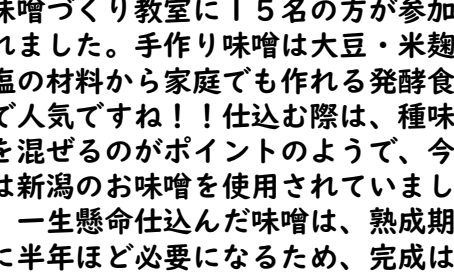 味噌づくり教室に１５名の方が参加
れました。手作り味噌は大豆・米麹
塩の材料から家庭でも作れる発酵食
で人気ですね！！仕込む際は、種味
を混ぜるのがポイントのようで、今
は新潟のお味噌を使用されていまし
一生懸命仕込んだ味噌は、熟成期
に半年ほど必要になるため、完成は